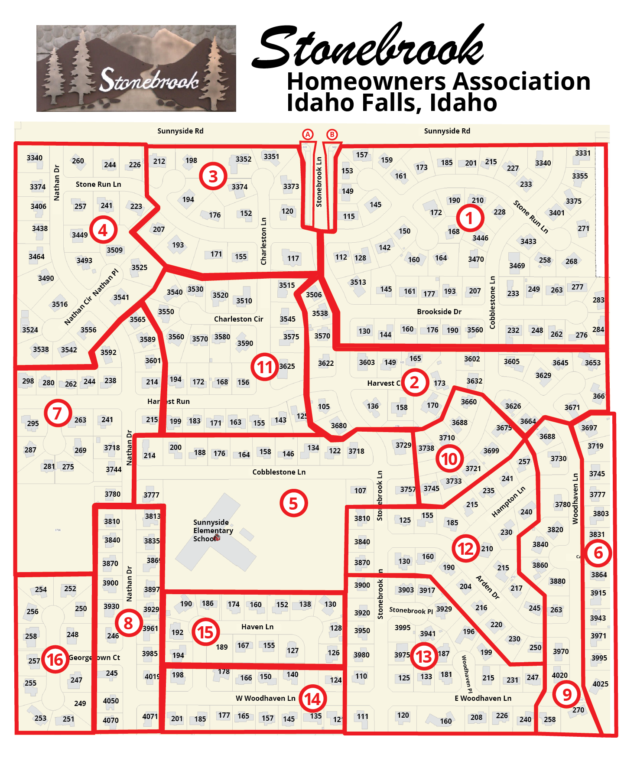 Stonebrook
Stonebrook
Homeowners Association
Idaho Falls, Idaho
Sunnyside Rd
A B
Sunnyside Rd
3340 260 244 226 212 198 3352 3351
157 159 161 173 185 201 215 227 3340 3331
Nathan Dr
Stone Run Ln
3
3374 3374 3373
Stonebrook Ln
153 149
233 3355 3375
3406 257 241 223 194 176 152 120
115 145 172 190 210 228
Stone Run Ln
3401
1
168 3446
3438 4 3449 207 193
142 150 3433 271
3464 3493 3509 3525 171 155 117
Charleston Ln
112 128 160 164 3470 3469 258 268
3490 Nathan Cir Nathan Pl 3541
3516
3540 3530 3520 3510 3515
3506 3513 145 161 177 193 207
Cobblestone Ln
233 249 263 277 283
3550 Charleston Cir 3545
3538 Brookside Dr
3524 3556 3565
3589 3560 3570 3580 3590 3575
3570 130 144 160 176 190 3560 232 248 262 276 284
3538 3542 3592 3601
11 3625
3622 3603 149 165 3602 3605 3645 3653
3629
298 280 262 244 238 214 194 172 168 156
2
173 3632 366
7
Harvest Run
105 136 158 170 3660 3626 3671
295 263 241 215 199 183 171 163 155 143 125
3680 3688 3675 3664 3697
Nathan Dr
287 269 3718 214 200 188 176 164 158 146 134 122 3718
3729 3738 3710 3699 3688 3719
281 275 3744
Cobblestone Ln
10 3721 257 3730 3745
3780 3777
5
107 3757 3745 3733 241 235 3777
Stonebrook Ln
215 Hampton Ln 3780 3803
Sunnyside
Elementary
School
3810 3813 3810 125 155 185 240 3820 3831
3840 3835 3840 12 210 227 3840 6
Woodhaven Ln
3870 130 160 190 215 3860 3864
3870
254 252 3900 3900 3903 3917 204 Arden Dr 217 3880
Nathan Dr
256 250 3930 3929
190 186 174 160 152 138 130
3920 Stonebrook Pl 3929 216 245 263 3915
8
258 248 246 3961 192 15 Haven Ln 128
3950 3995 3941 196 220 3943
230 3971
257 16 Georgetown Ct 3985 194 189 167 155 127 126
3980 3975 13 187 250 3970 3995
255 247 245
198 178 166 150 140 124
110 125 133 181 Woodhaven Pl 215 231 247 4020 4025
249 4050 W Woodhaven Ln 14
E Woodhaven Ln 9
253 251 4070 4071 201 185 177 165 157 145 135
111 120 160 208 226 240 258 270